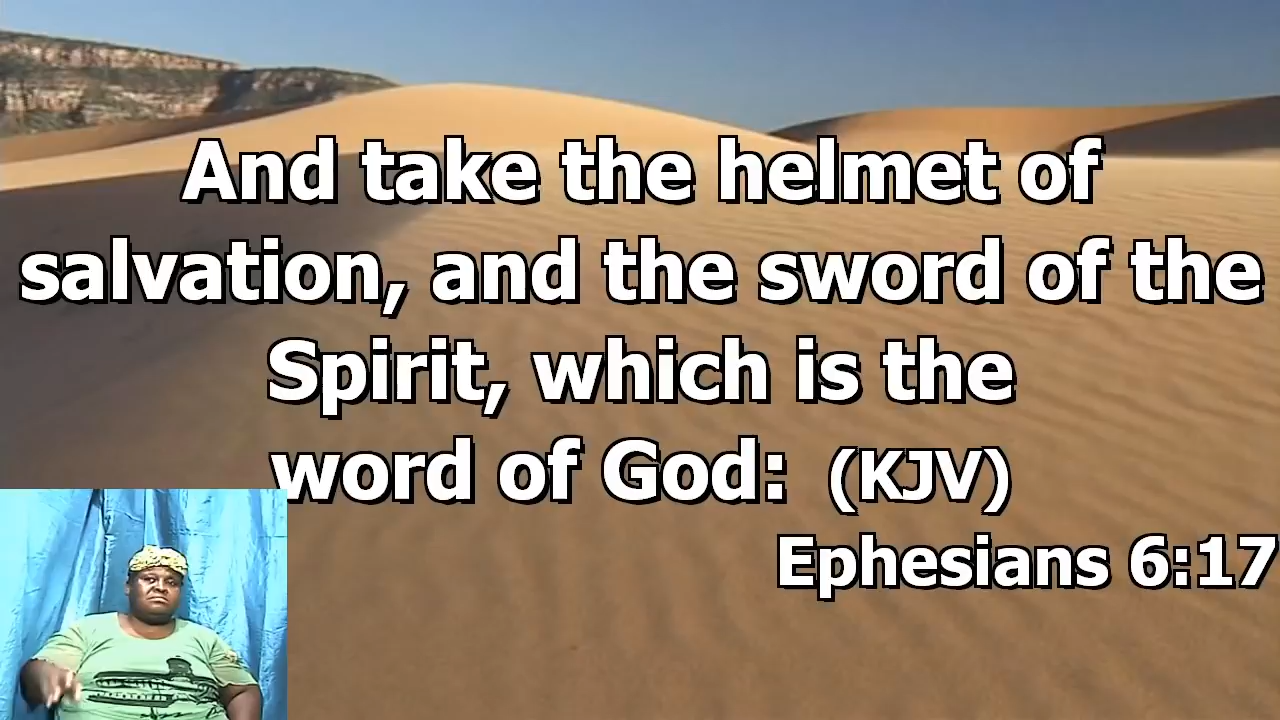 And take the helmet of
salvation, and the sword of the
Spirit, which is the
word of God: (KJV)
Ephesians 6:17